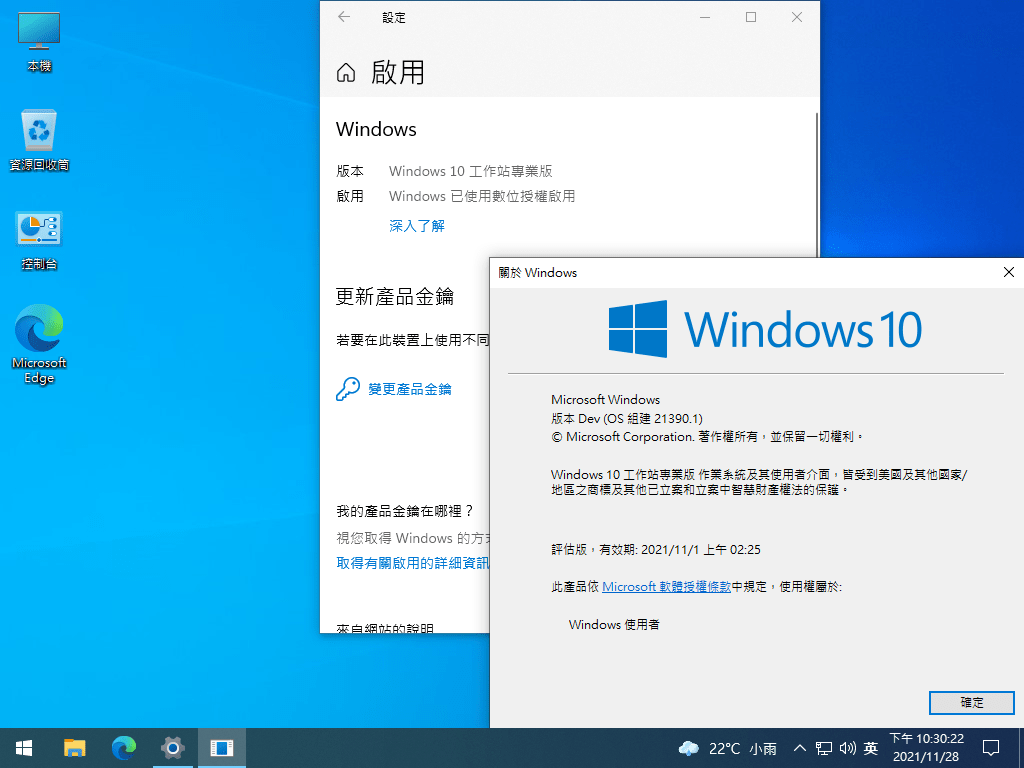 本機
資源回收筒
控制台
Microsoft
Edge
設定
啟用
Windows
版本 Windows 10 工作站專業版
啟用 Windows 已使用數位授權啟用
深入了解
更新產品金鑰
若要在此裝置上使用不同
變更產品金鑰
我的產品金鑰在哪裡？
視您取得 Windows 的方式
取得有關啟用的詳細資訊
來自網站的說明
關於 Windows
Windows 10
Microsoft Windows
版本 Dev (OS 組建 21390.1)
© Microsoft Corporation. 著作權所有，並保留一切權利。
Windows 10 工作站專業版 作業系統及其使用者介面，皆受到美國及其他國家/
地區之商標及其他已立案和立案中智慧財產權法的保護。
評估版，有效期: 2021/11/1 上午 02:25
此產品依 Microsoft 軟體授權條款中規定，使用權屬於:
Windows 使用者
確定
22°C 小雨
英
下午 10:30:22
2021/11/28